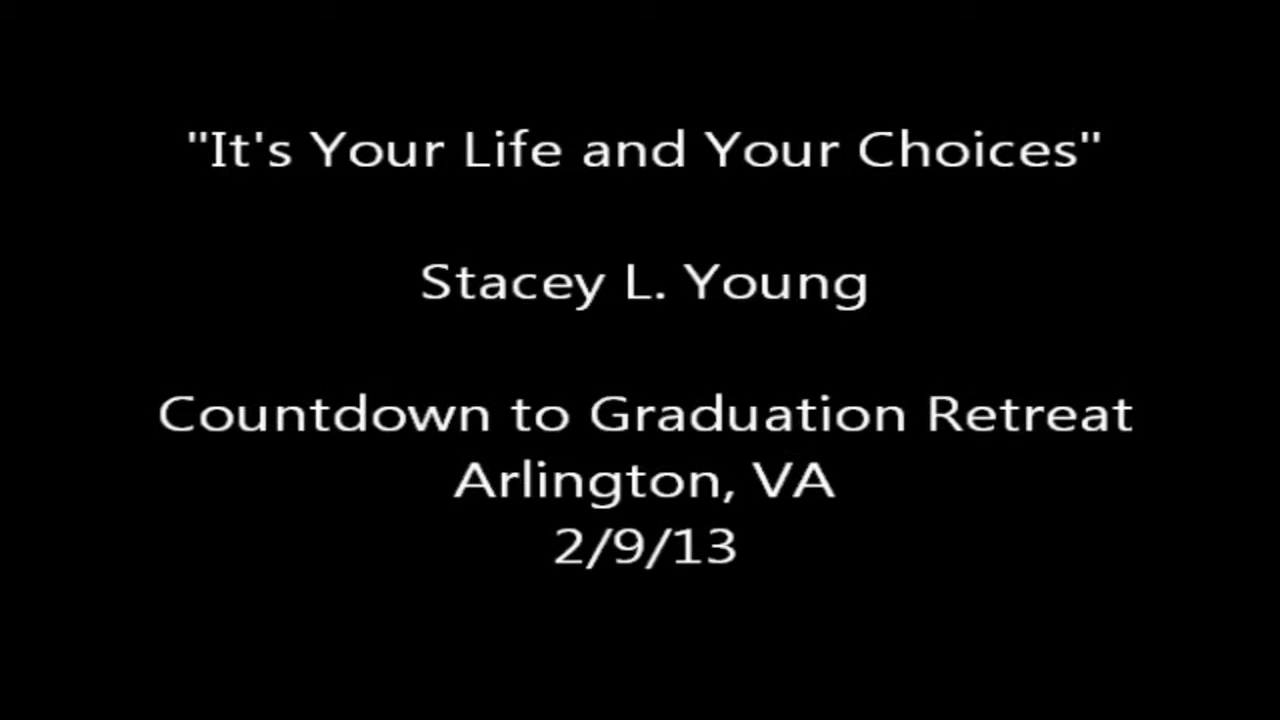 "It's Your Life and Your Choices"
Stacey L. Young
Countdown to Graduation Retreat
Arlington, VA
2/9/13